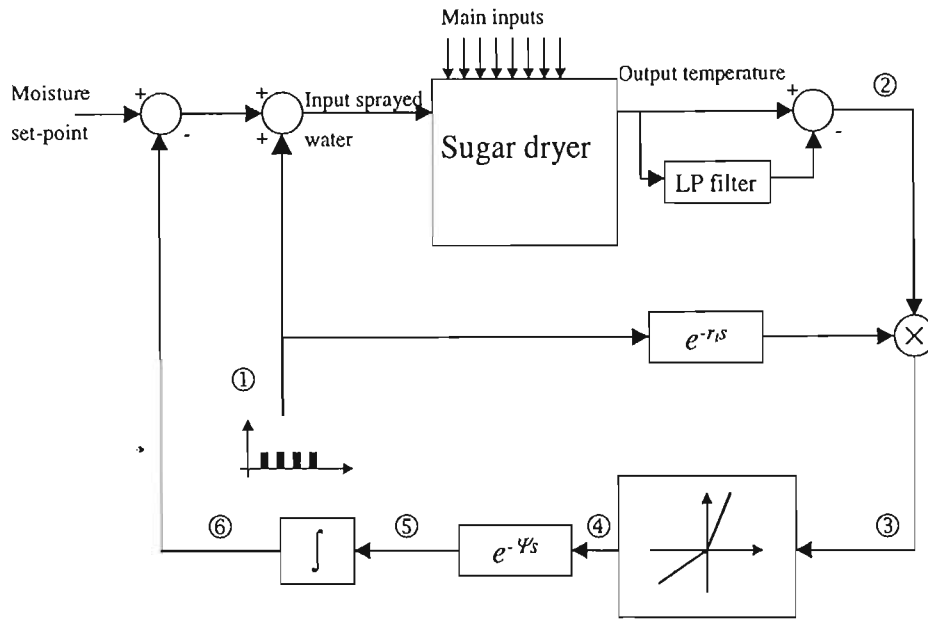 Main inputs
Moisture
set-point
+
-
+
+
Input sprayed
water
Sugar dryer
Output temperature
+
-
②
LP filter
e^{-r_t s}
×
①
⑥
∫
⑤
e^{-Ψs}
④
③